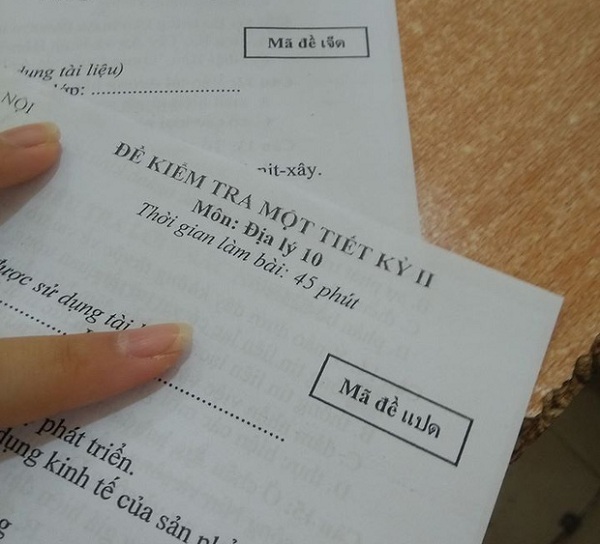 Mã đề เจ็ด
dụng tài liệu)
NỘI
nit-xây.
ĐỀ KIỂM TRA MỘT TIẾT KỲ II
Môn: Địa lý 10
Thời gian làm bài: 45 phút
được sử dụng tài
Mã đề แปด
phát triển.
dụng kinh tế của sản